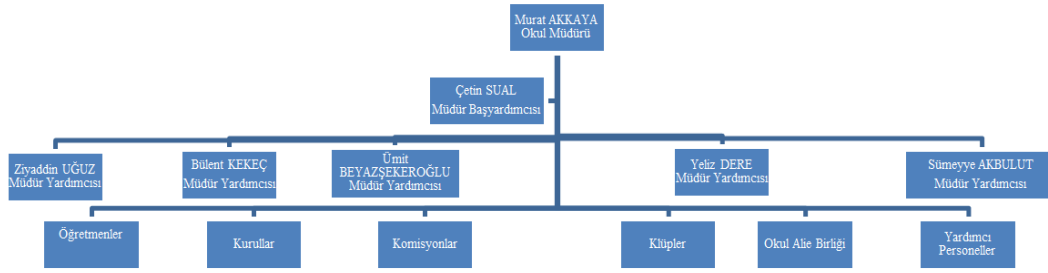 Murat AKKAYA
Okul Müdürü
Çetin SUAL
Müdür Başyardımcısı
Ziyaddin UĞUZ
Müdür Yardımcısı
Bülent KEKEÇ
Müdür Yardımcısı
Ümit
BEYAZŞEKEROĞLU
Müdür Yardımcısı
Yeliz DERE
Müdür Yardımcısı
Sümeyye AKBULUT
Müdür Yardımcısı
Öğretmenler
Kurullar
Komisyonlar
Klüpler
Okul Alie Birliği
Yardımcı
Personeller